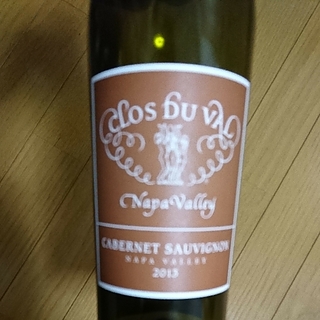 CLOS DU VAL
Napa Valley
CABERNET SAUVIGNON
NAPA VALLEY
2013